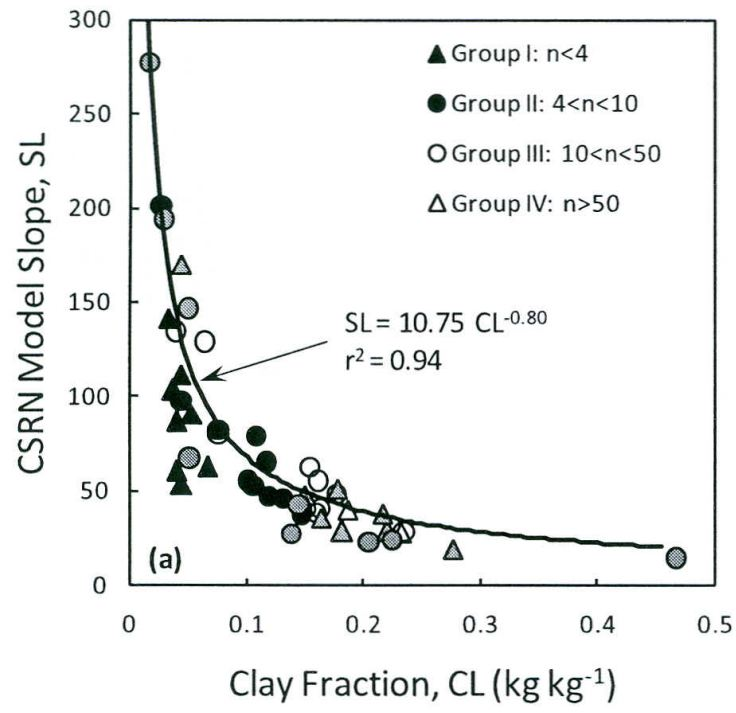 300
250
200
150
100
50
0
CSRN Model Slope, SL
▲ Group I: n<4
● Group II: 4<n<10
○ Group III: 10<n<50
△ Group IV: n>50
SL = 10.75 CL⁻⁰·⁸⁰
r² = 0.94
(a)
0 0.1 0.2 0.3 0.4 0.5
Clay Fraction, CL (kg kg⁻¹)